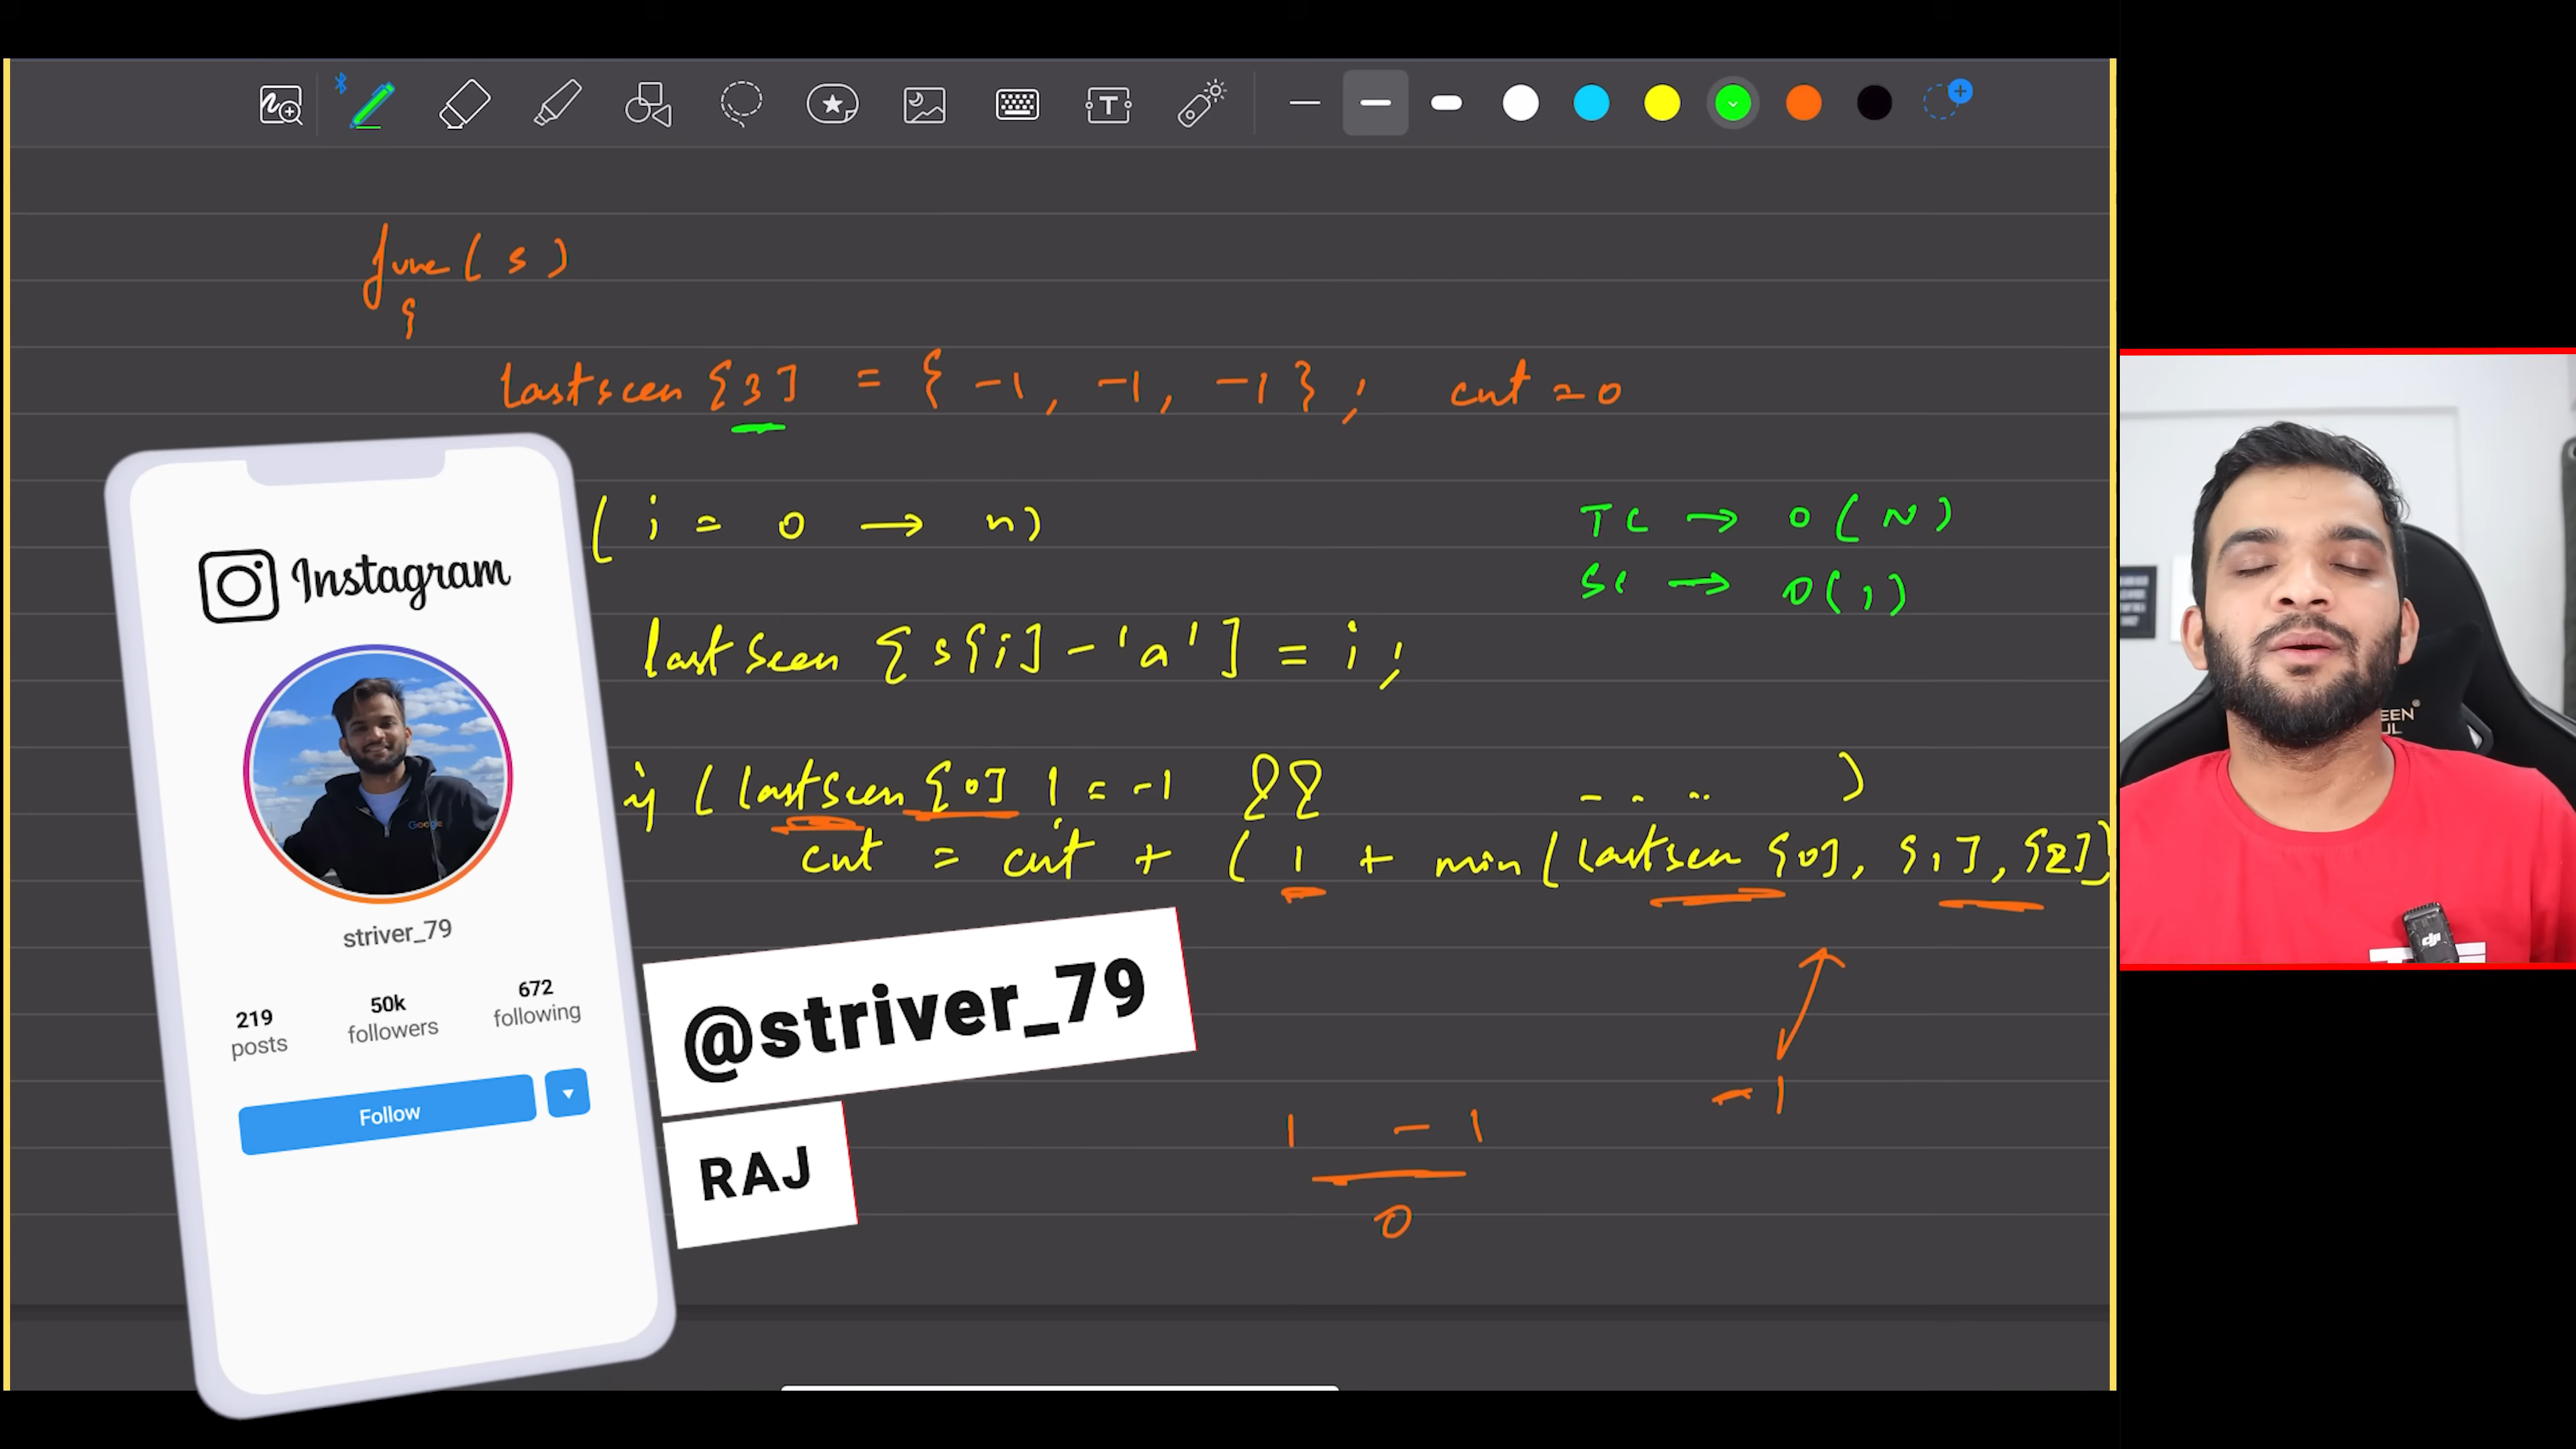 func(s)
{
lastseen[3] = {-1, -1, -1}; cnt = 0
(i = 0 → n)
TC → O(N)
SC → O(1)
lastseen[s[i]-'a'] = i;
if (lastseen[0] != -1 && - . .. )
cnt = cnt + (1 + min(lastseen[0], [1], [2])
-1
1 -1
0
Instagram
striver_79
219 posts
50k followers
672 following
Follow
@striver_79
RAJ
Google
dji